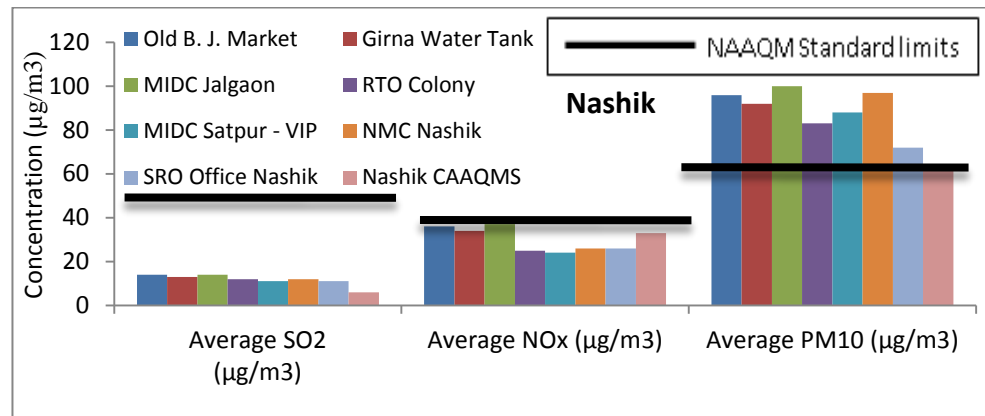 Concentration (µg/m3)
120
100
80
60
40
20
0
Old B. J. Market
Girna Water Tank
MIDC Jalgaon
RTO Colony
MIDC Satpur - VIP
NMC Nashik
SRO Office Nashik
Nashik CAAQMS
NAAQM Standard limits
Nashik
Average SO2
(µg/m3)
Average NOx (µg/m3)
Average PM10 (µg/m3)